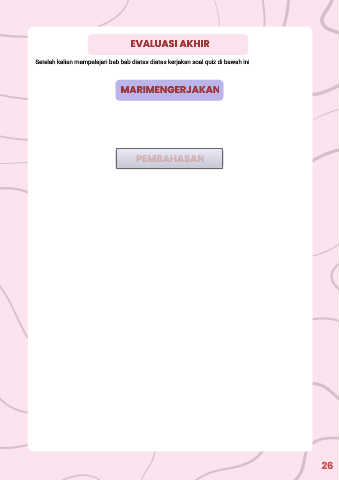 EVALUASI AKHIR
Setelah kalian mempelajari bab bab diatas diatas kerjakan soal quiz di bawah ini
MARIMENGERJAKAN
PEMBAHASAN
26